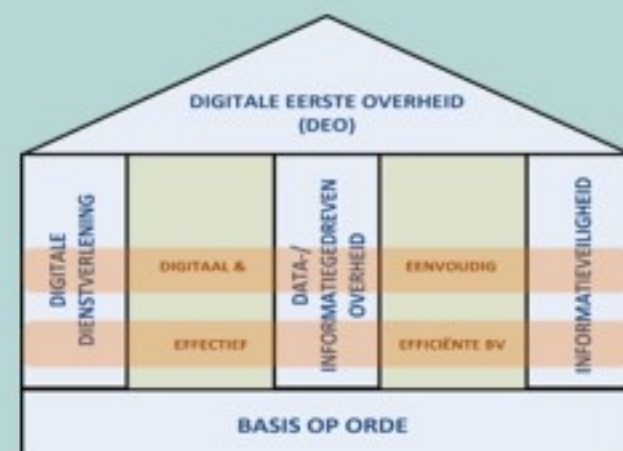 DIGITALE EERSTE OVERHEID
(DEO)
DIGITALE
DIENSTVERLENING
DIGITAAL &
EFFECTIEF
DATA-/
INFORMATIEGEDREVEN
OVERHEID
EENVOUDIG
EFFICIËNTE BV
INFORMATIEVEILIGHEID
BASIS OP ORDE